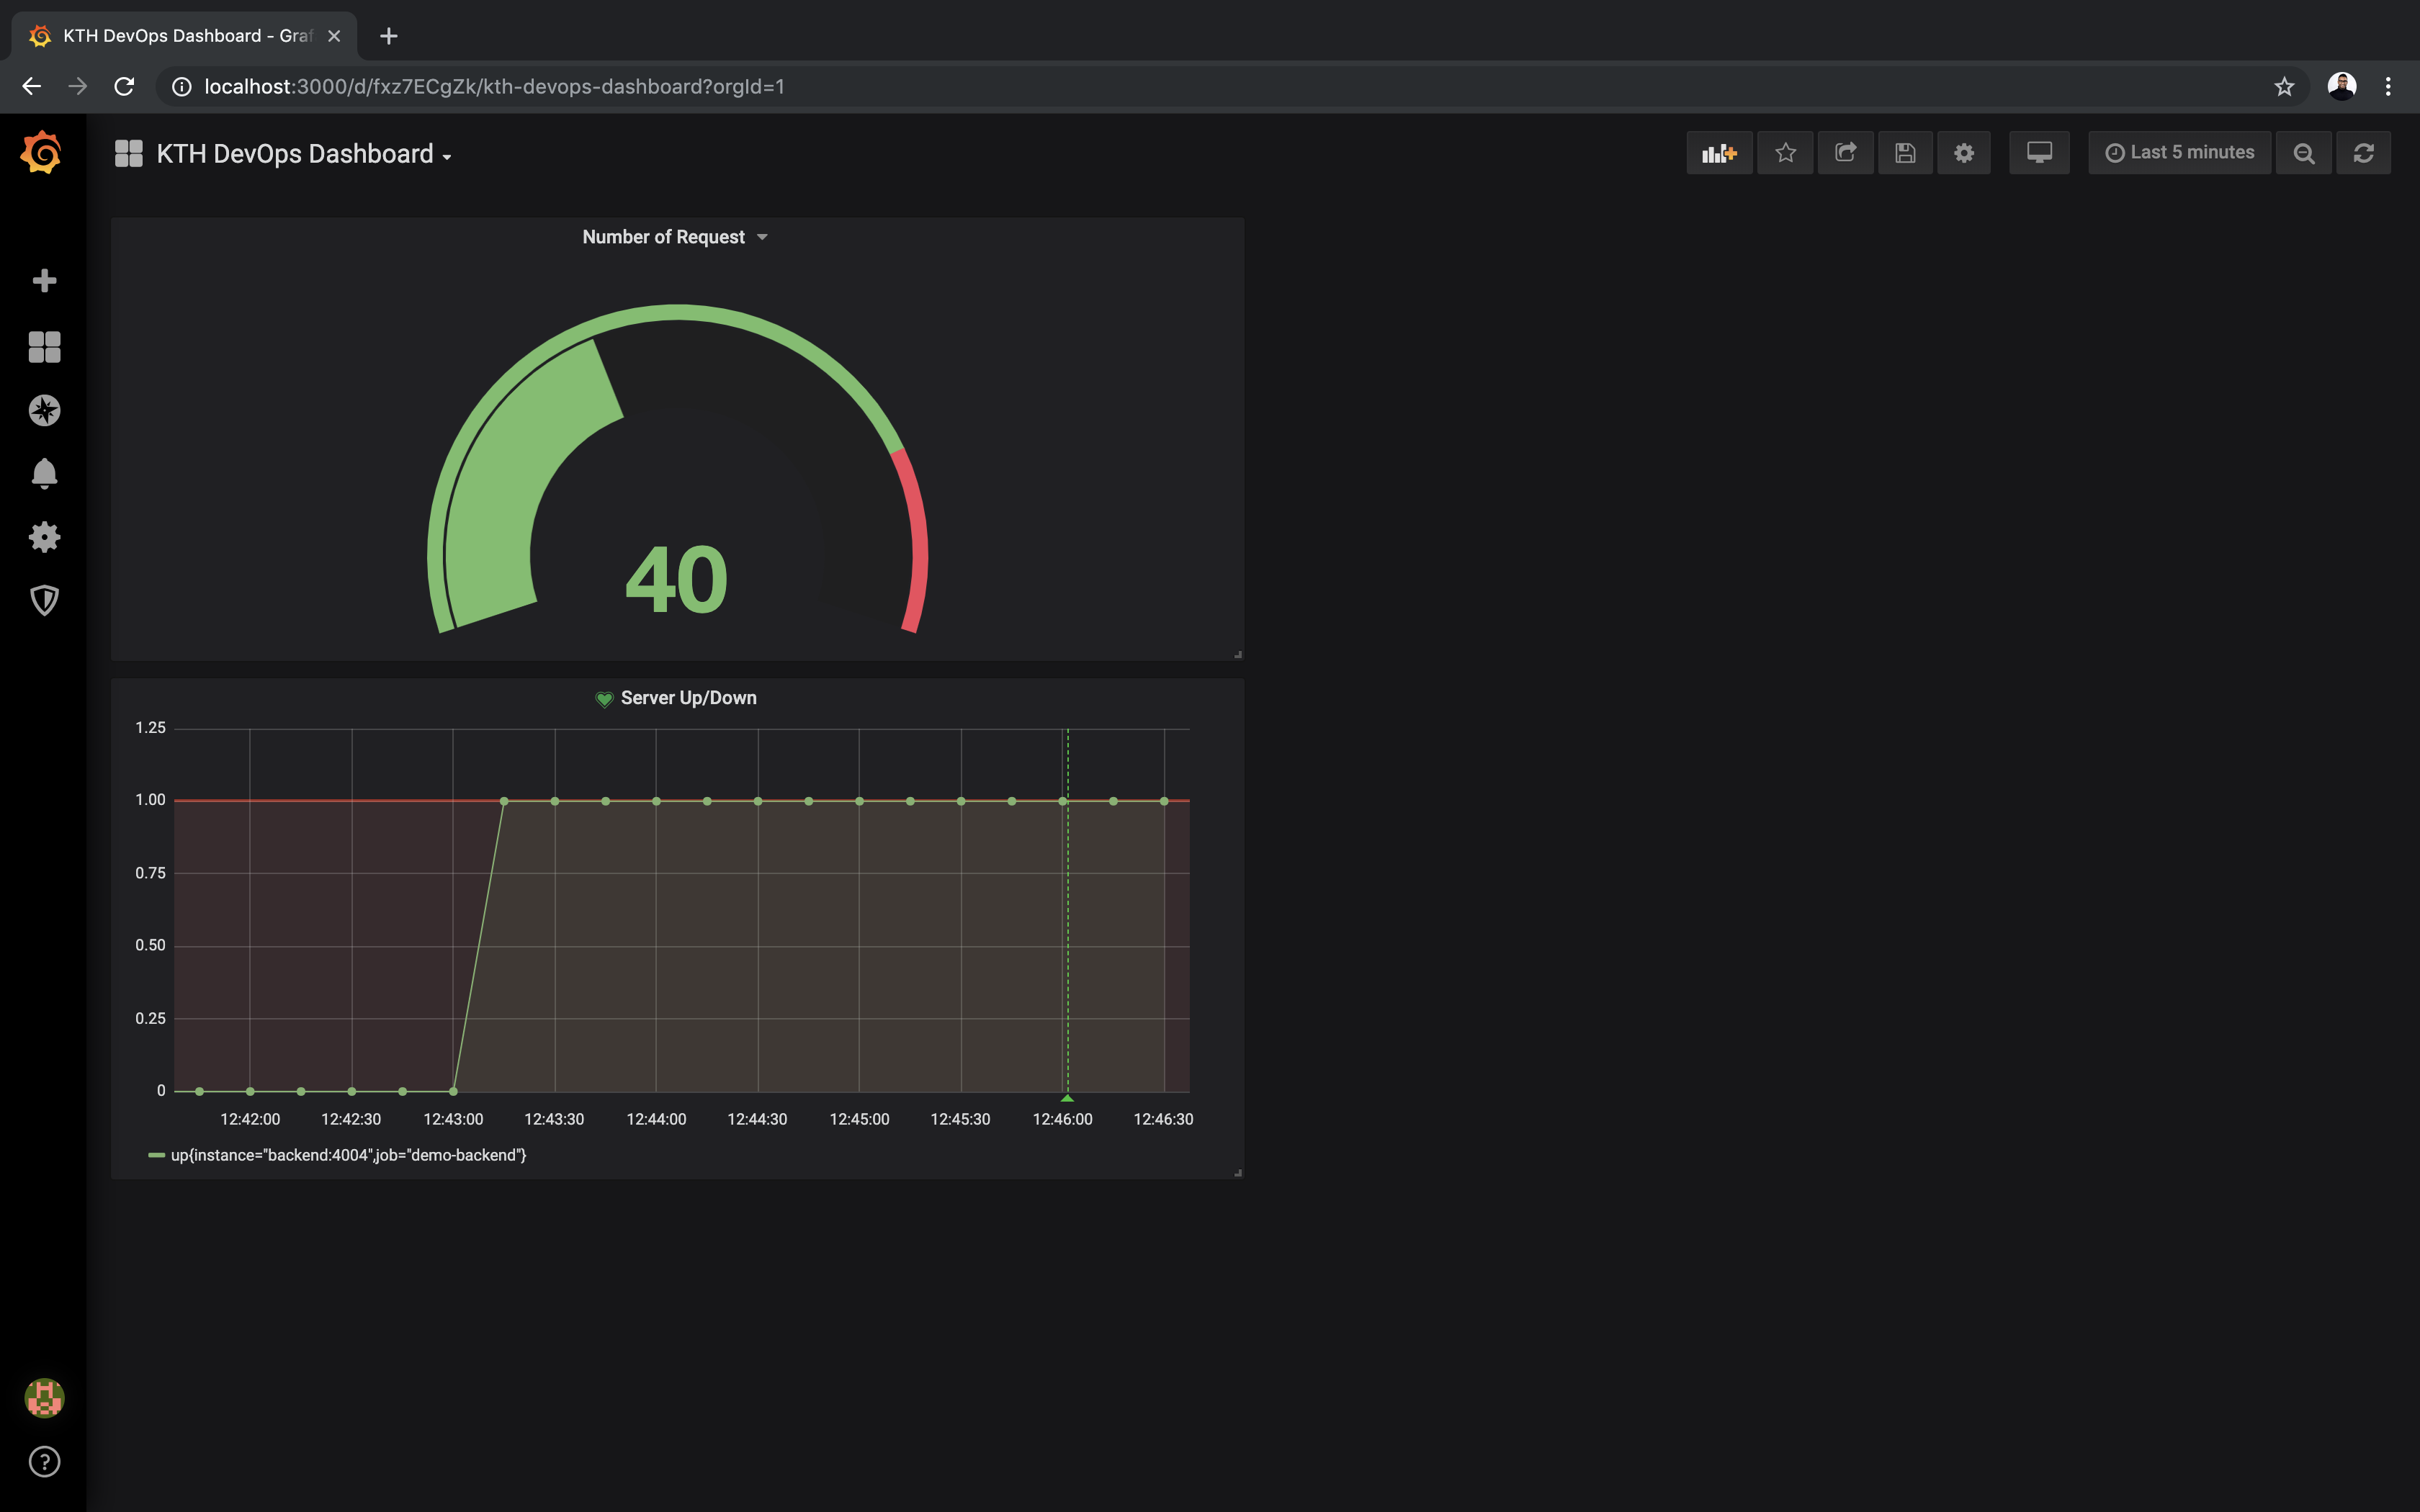 KTH DevOps Dashboard - Graf
localhost:3000/d/fxz7ECgZk/kth-devops-dashboard?orgId=1
KTH DevOps Dashboard
Last 5 minutes
Number of Request
40
Server Up/Down
1.25
1.00
0.75
0.50
0.25
0
12:42:00 12:42:30 12:43:00 12:43:30 12:44:00 12:44:30 12:45:00 12:45:30 12:46:00 12:46:30
up{instance="backend:4004",job="demo-backend"}